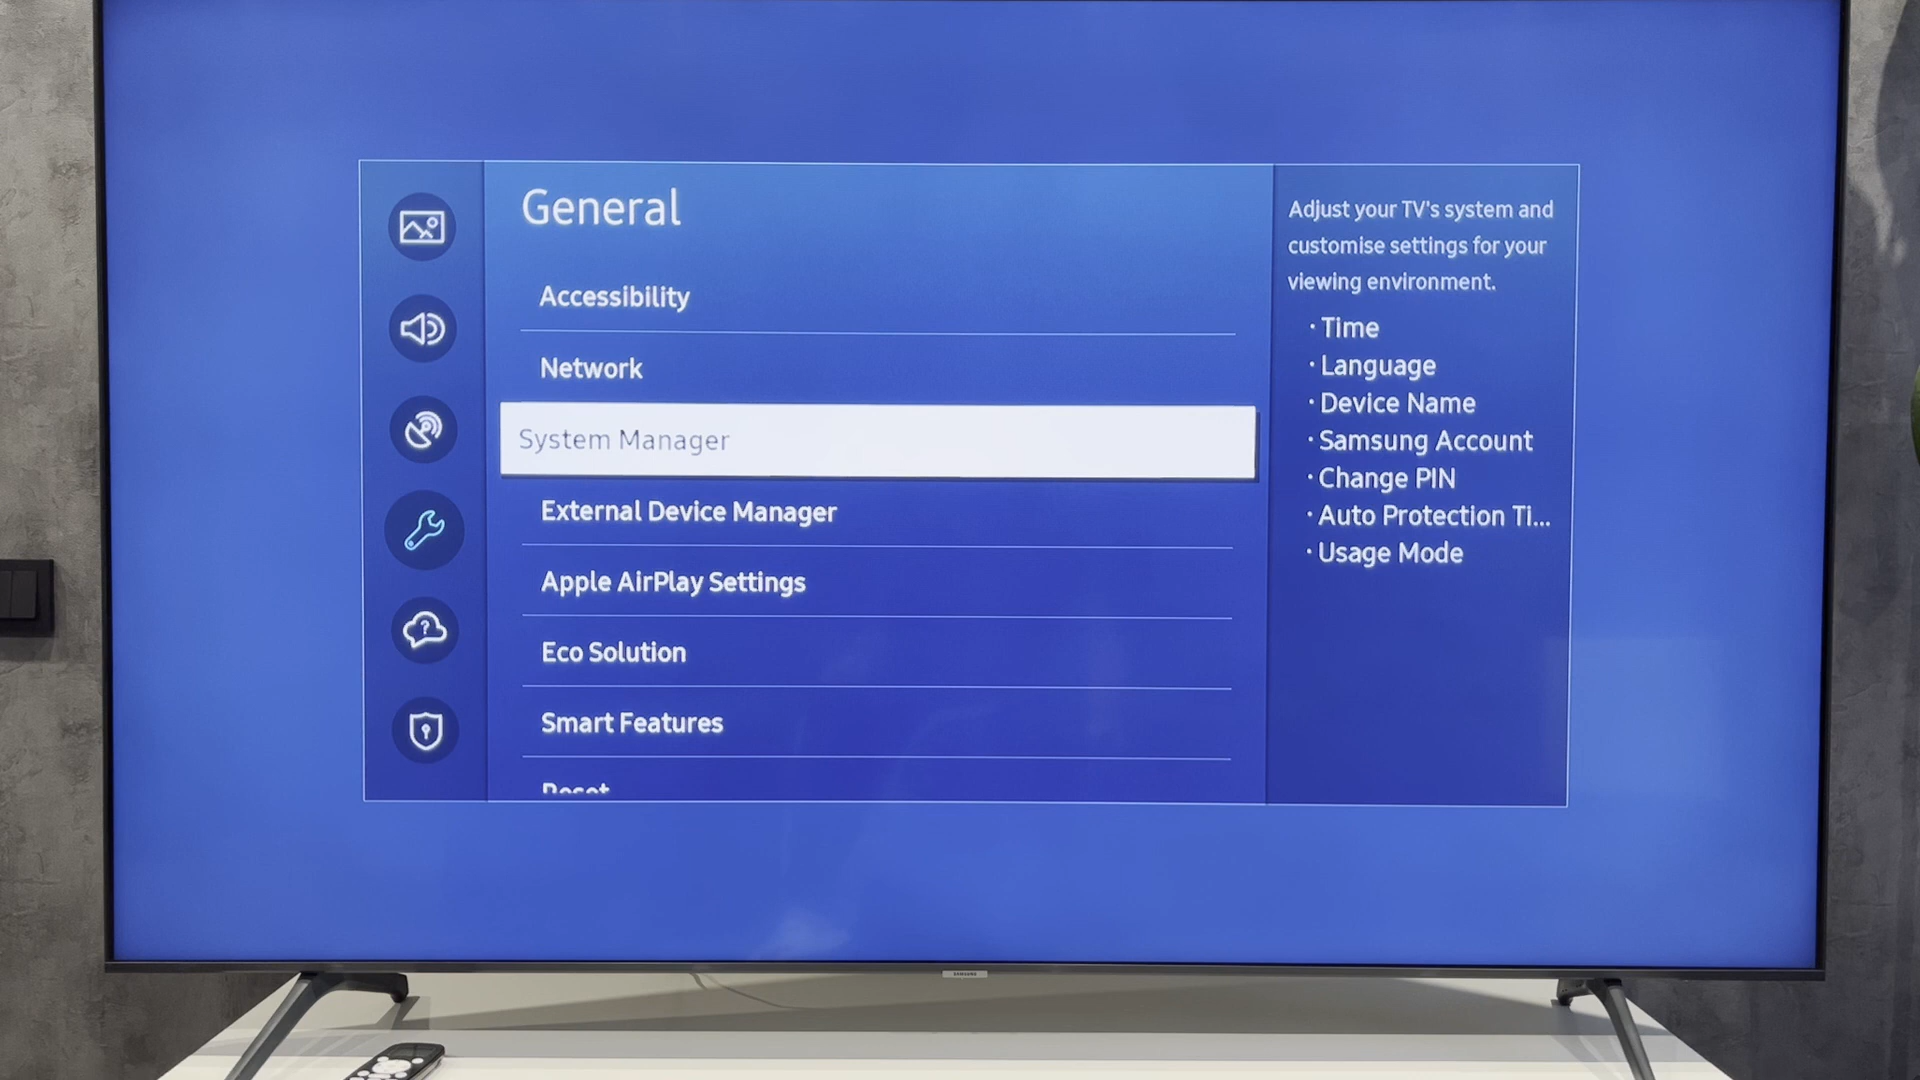 General
Accessibility
Network
System Manager
External Device Manager
Apple AirPlay Settings
Eco Solution
Smart Features
Reset
Adjust your TV's system and
customise settings for your
viewing environment.
· Time
· Language
· Device Name
· Samsung Account
· Change PIN
· Auto Protection Ti...
· Usage Mode
?
SAMSUNG